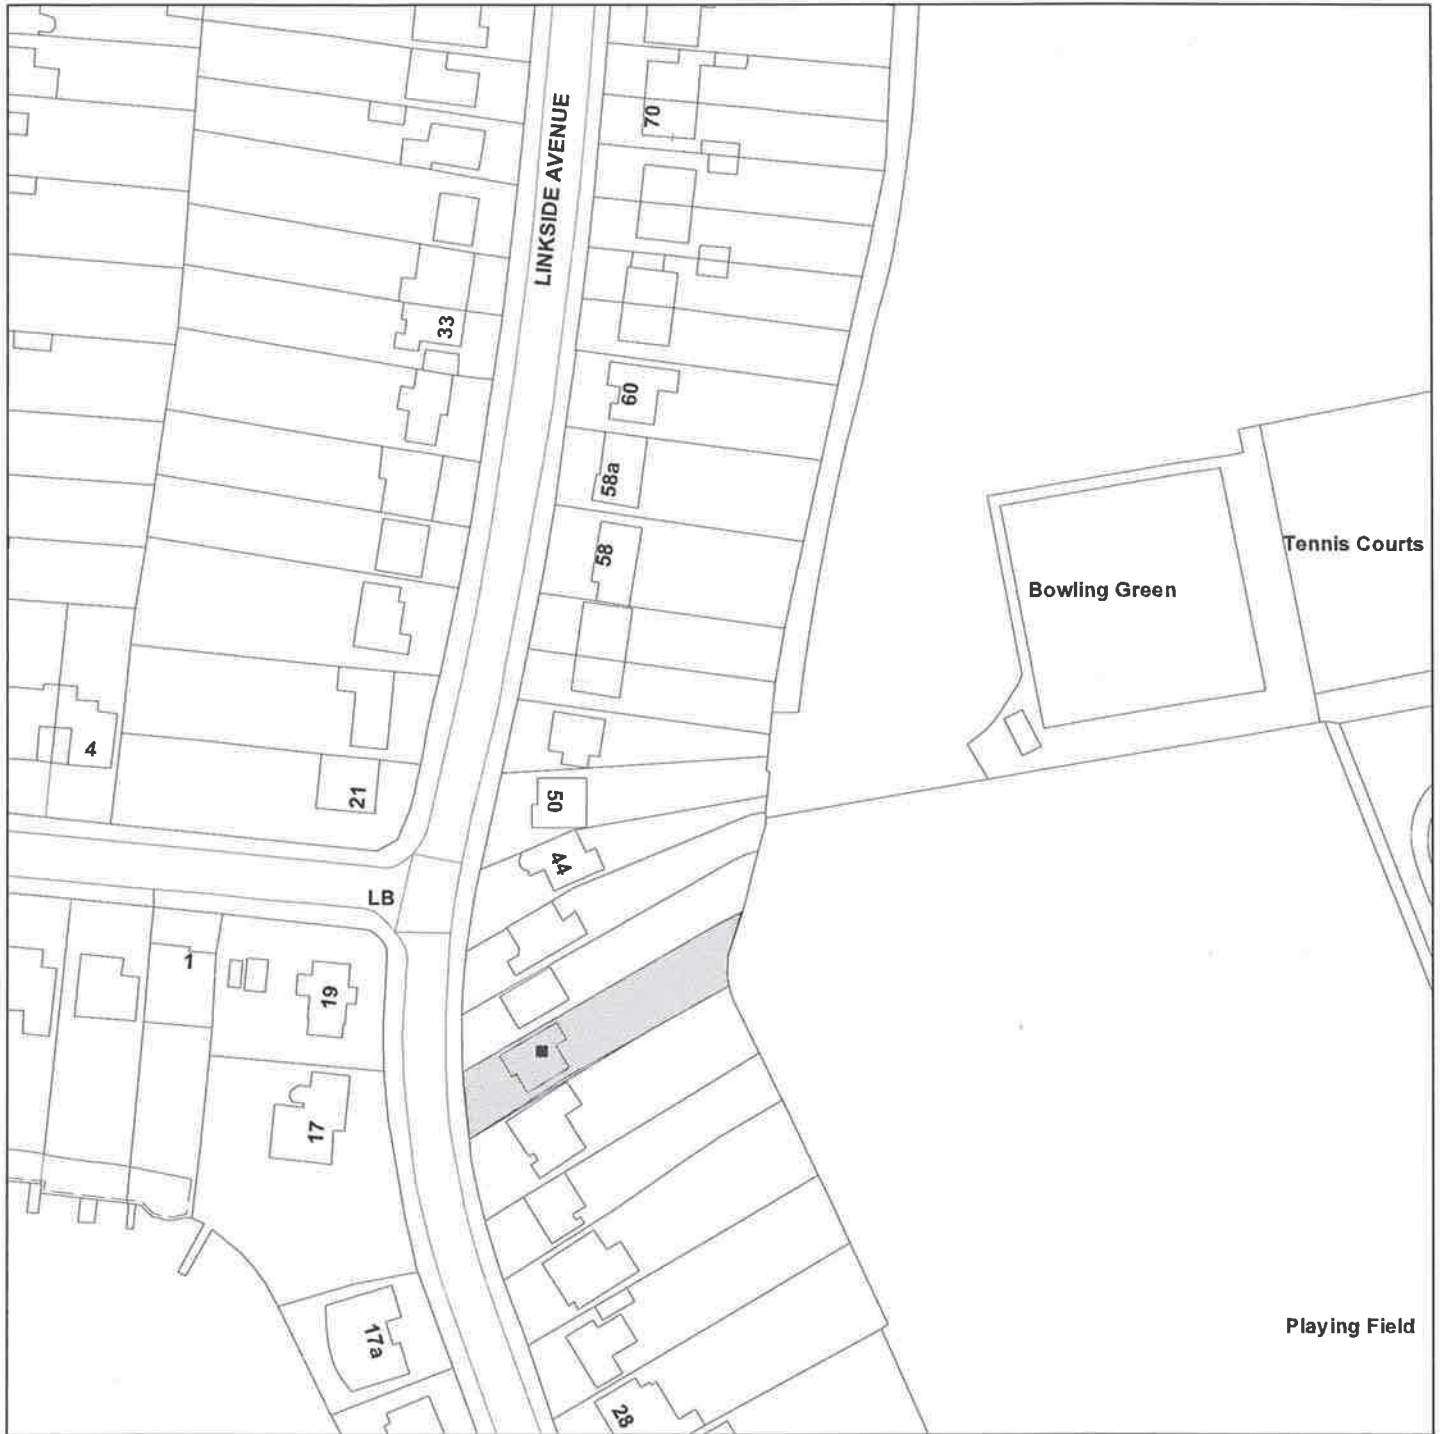 70
LINKSIDE AVENUE
33
60
58a
58
Tennis Courts
Bowling Green
4
21
50
44
LB
1
19
17
17a
Playing Field
28